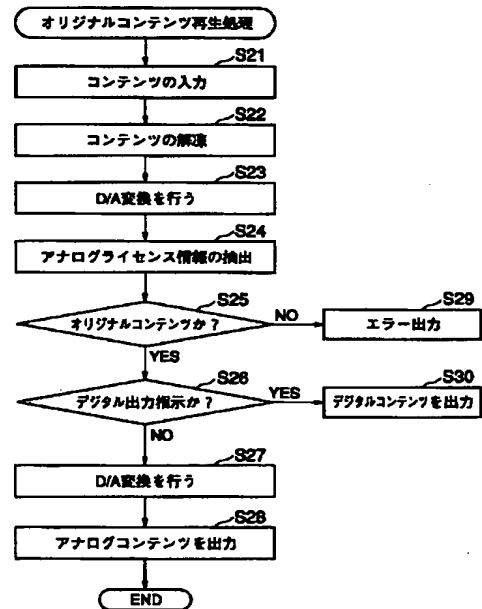 オリジナルコンテンツ再生処理
S21
コンテンツの入力
S22
コンテンツの解凍
S23
D/A変換を行う
S24
アナログライセンス情報の抽出
S25
オリジナルコンテンツか？
NO
S29
エラー出力
YES
S26
デジタル出力指示か？
YES
S30
デジタルコンテンツを出力
NO
S27
D/A変換を行う
S28
アナログコンテンツを出力
END